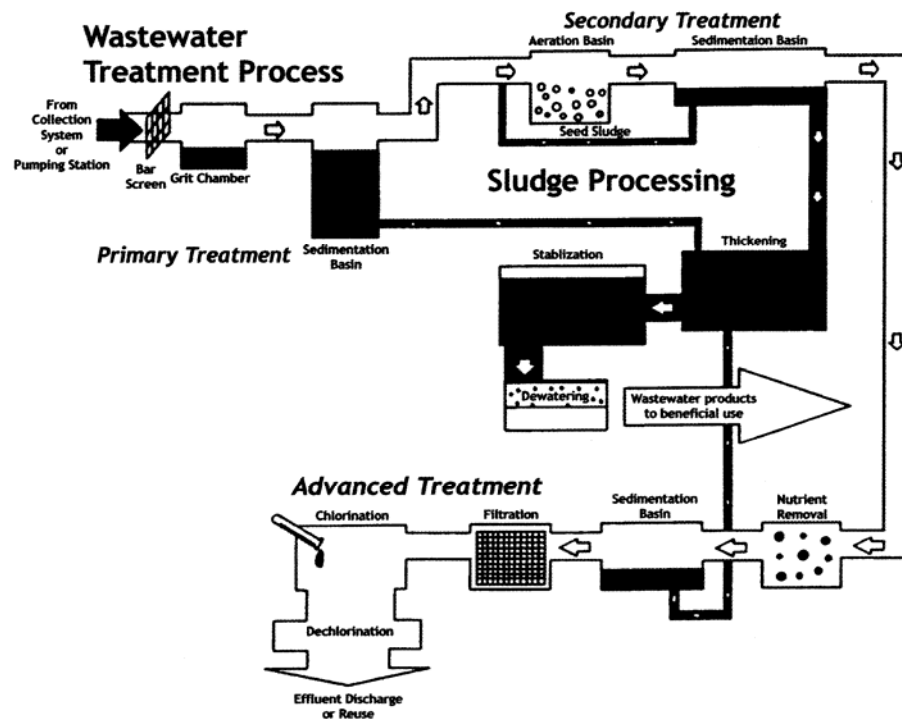 Wastewater
Treatment Process
Secondary Treatment
Aeration Basin
Sedimentaion Basin
From
Collection
System
or
Pumping Station
Bar
Screen
Grit Chamber
Seed Sludge
Sludge Processing
Primary Treatment
Sedimentation
Basin
Thickening
Stablization
Dewatering
Wastewater products
to beneficial use
Advanced Treatment
Chlorination
Filtration
Sedimentation
Basin
Nutrient
Removal
Dechlorination
Effluent Discharge
or Reuse